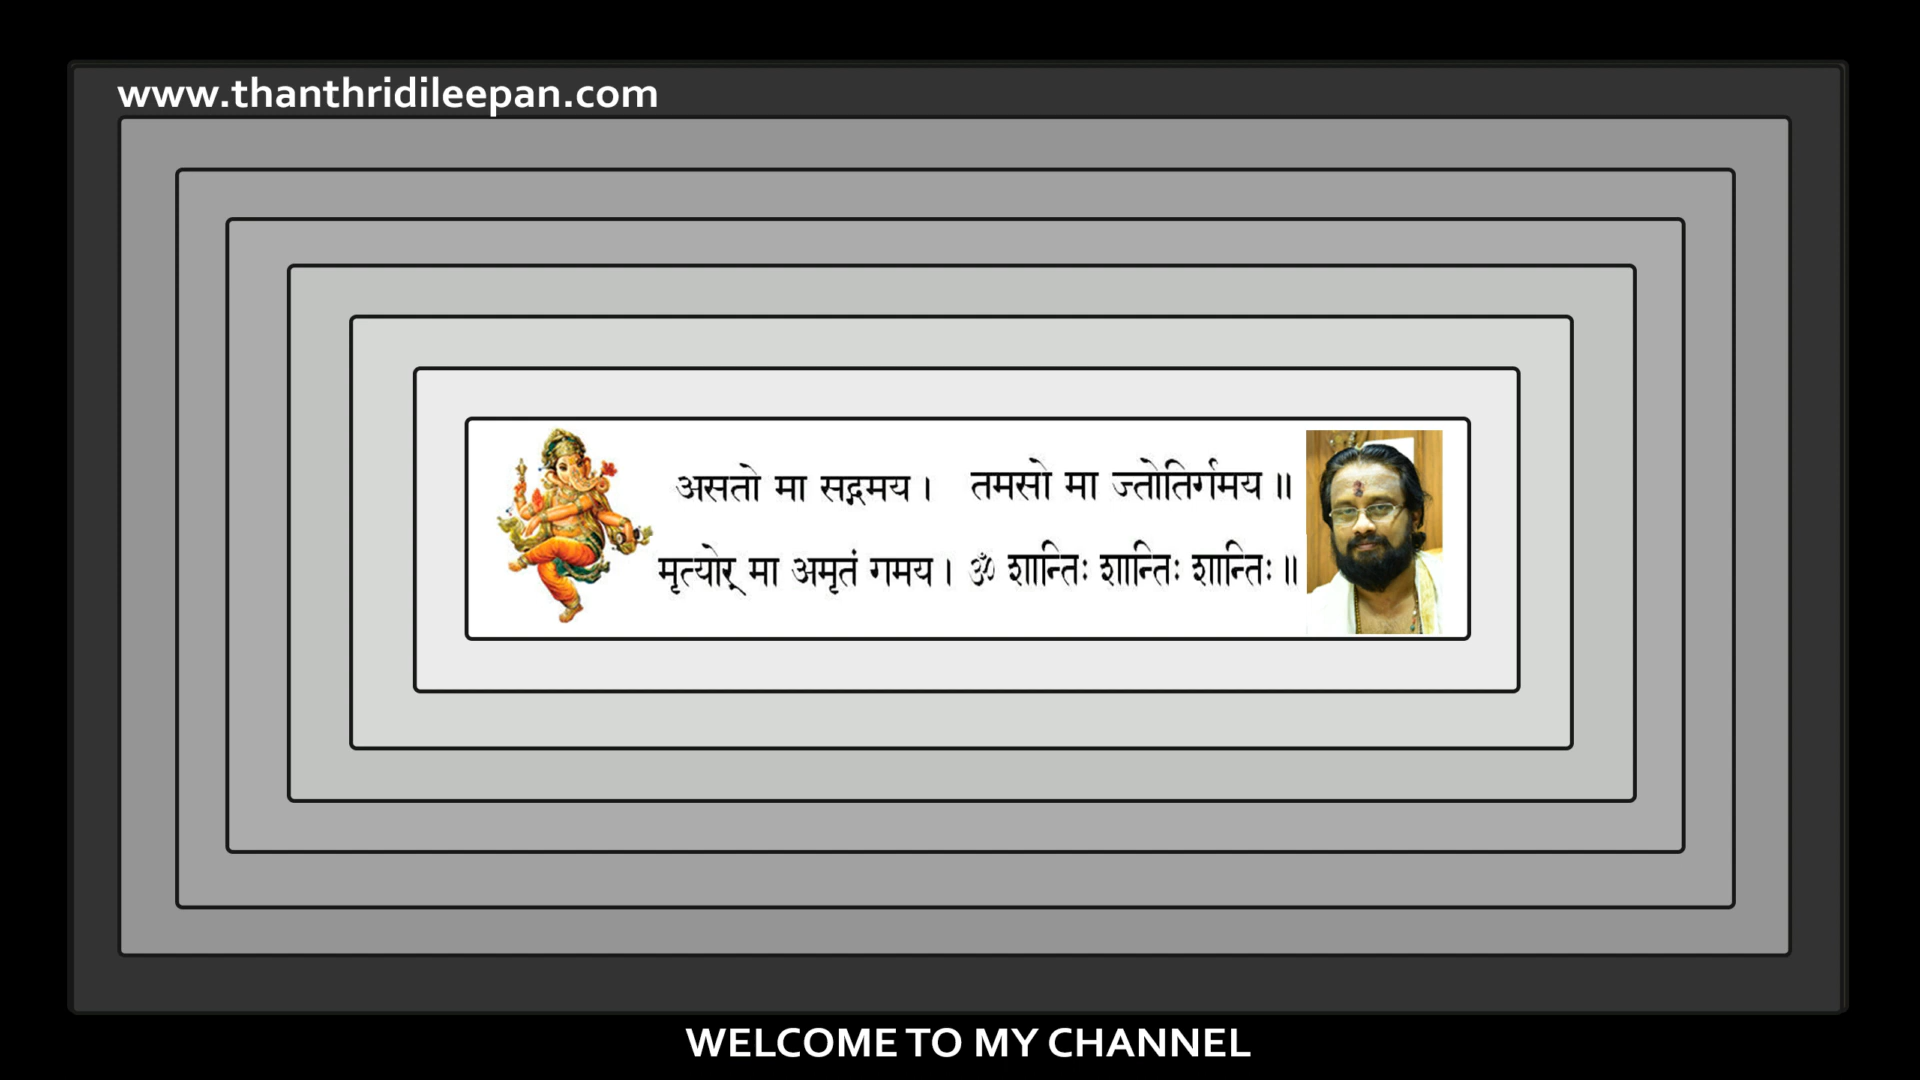 www.thanthridileepan.com
असतो मा सद्गमय । तमसो मा ज्तोतिर्गमय ॥
मृत्योर् मा अमृतं गमय । ॐ शान्तिः शान्तिः शान्तिः ॥
WELCOME TO MY CHANNEL